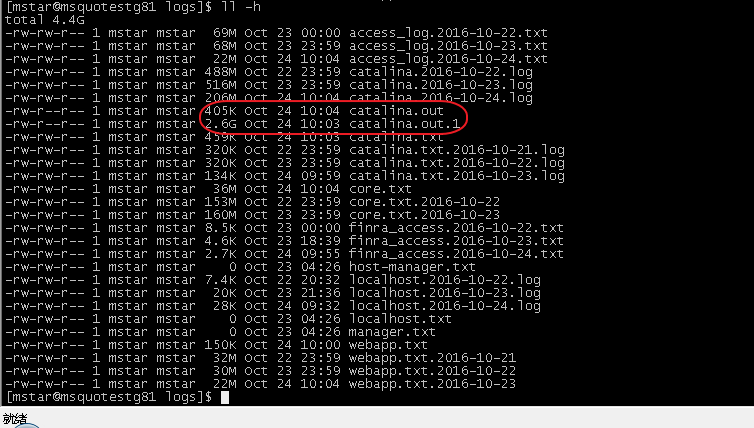 [mstar@msquotestg81 logs]$ ll -h
total 4.4G
-rw-rw-r-- 1 mstar mstar  69M Oct 23 00:00 access_log.2016-10-22.txt
-rw-rw-r-- 1 mstar mstar  68M Oct 23 23:59 access_log.2016-10-23.txt
-rw-rw-r-- 1 mstar mstar  22M Oct 24 10:04 access_log.2016-10-24.txt
-rw-rw-r-- 1 mstar mstar 488M Oct 22 23:59 catalina.2016-10-22.log
-rw-rw-r-- 1 mstar mstar 516M Oct 23 23:59 catalina.2016-10-23.log
-rw-rw-r-- 1 mstar mstar 206M Oct 24 10:04 catalina.2016-10-24.log
-rw-r--r-- 1 mstar mstar 405K Oct 24 10:04 catalina.out
-rw-r--r-- 1 mstar mstar 2.6G Oct 24 10:03 catalina.out.1
-rw-rw-r-- 1 mstar mstar 459K Oct 24 10:03 catalina.txt
-rw-rw-r-- 1 mstar mstar 320K Oct 22 23:59 catalina.txt.2016-10-21.log
-rw-rw-r-- 1 mstar mstar 320K Oct 23 23:59 catalina.txt.2016-10-22.log
-rw-rw-r-- 1 mstar mstar 134K Oct 24 09:59 catalina.txt.2016-10-23.log
-rw-rw-r-- 1 mstar mstar  36M Oct 24 10:04 core.txt
-rw-rw-r-- 1 mstar mstar 153M Oct 22 23:59 core.txt.2016-10-22
-rw-rw-r-- 1 mstar mstar 160M Oct 23 23:59 core.txt.2016-10-23
-rw-rw-r-- 1 mstar mstar 8.5K Oct 23 00:00 finra_access.2016-10-22.txt
-rw-rw-r-- 1 mstar mstar 4.6K Oct 23 18:39 finra_access.2016-10-23.txt
-rw-rw-r-- 1 mstar mstar 2.7K Oct 24 09:55 finra_access.2016-10-24.txt
-rw-rw-r-- 1 mstar mstar    0 Oct 23 04:26 host-manager.txt
-rw-rw-r-- 1 mstar mstar 7.4K Oct 22 20:32 localhost.2016-10-22.log
-rw-rw-r-- 1 mstar mstar  20K Oct 23 21:36 localhost.2016-10-23.log
-rw-rw-r-- 1 mstar mstar  28K Oct 24 09:32 localhost.2016-10-24.log
-rw-rw-r-- 1 mstar mstar    0 Oct 23 04:26 localhost.txt
-rw-rw-r-- 1 mstar mstar    0 Oct 23 04:26 manager.txt
-rw-rw-r-- 1 mstar mstar 150K Oct 24 10:00 webapp.txt
-rw-rw-r-- 1 mstar mstar  32M Oct 22 23:59 webapp.txt.2016-10-21
-rw-rw-r-- 1 mstar mstar  30M Oct 23 23:59 webapp.txt.2016-10-22
-rw-rw-r-- 1 mstar mstar  22M Oct 24 10:04 webapp.txt.2016-10-23
[mstar@msquotestg81 logs]$
就绪